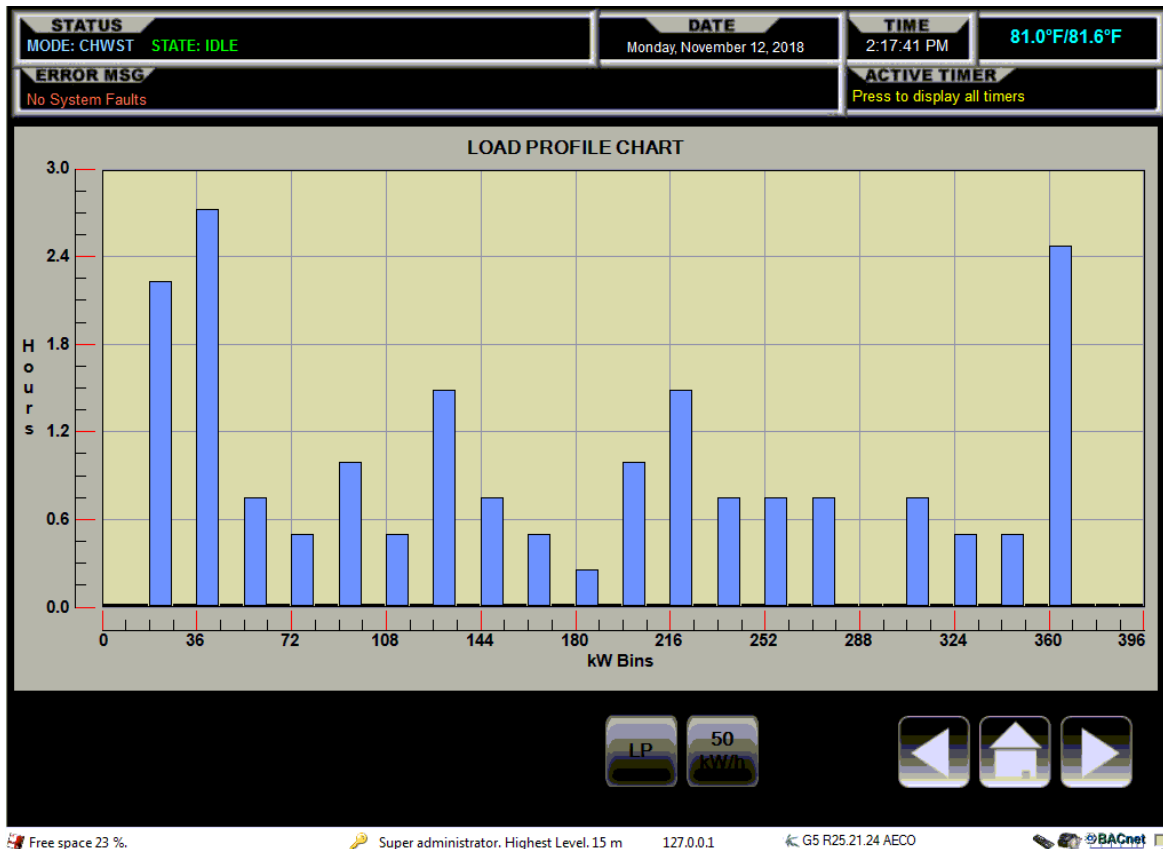 STATUS
MODE: CHWST STATE: IDLE
DATE
Monday, November 12, 2018
TIME
2:17:41 PM
81.0°F/81.6°F
ERROR MSG
No System Faults
ACTIVE TIMER
Press to display all timers
LOAD PROFILE CHART
3.0
2.4
1.8
1.2
0.6
0.0
Hours
0 36 72 108 144 180 216 252 288 324 360 396
kW Bins
LP
50
kW/h
Free space 23 %.
Super administrator. Highest Level. 15 m
127.0.0.1
G5 R25.21.24 AECO
BACnet